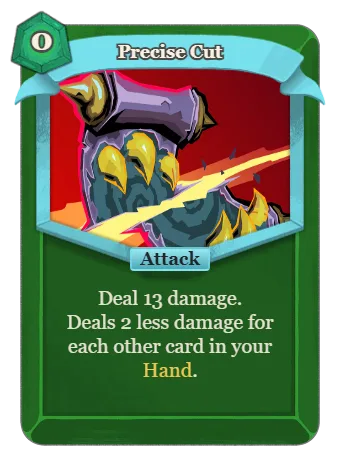 0
Precise Cut
Attack
Deal 13 damage.
Deals 2 less damage for
each other card in your
Hand.